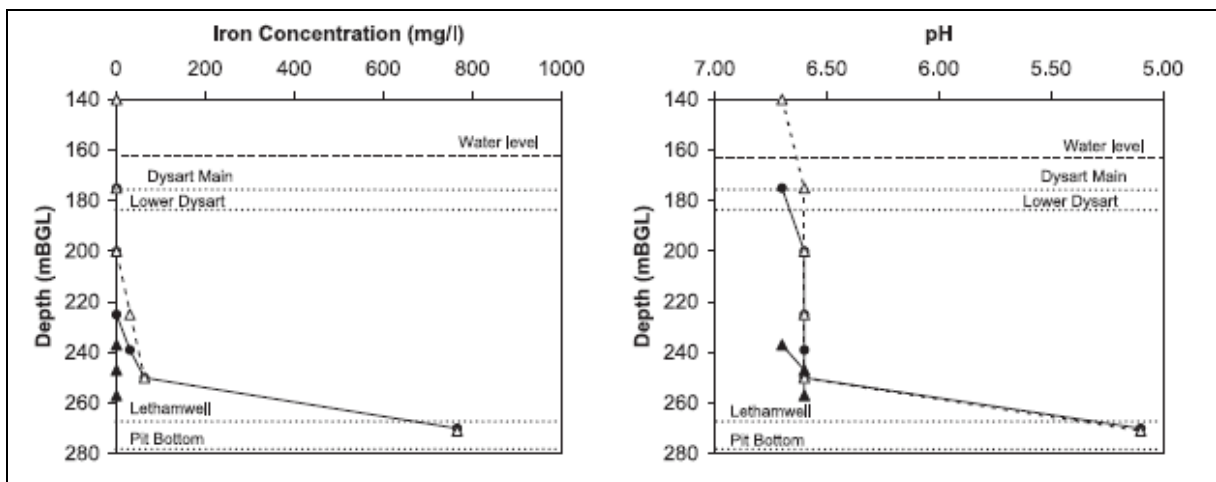 Iron Concentration (mg/l)
0 200 400 600 800 1000
Depth (mBGL)
140
160
180
200
220
240
260
280
Water level
Dysart Main
Lower Dysart
Lethamwell
Pit Bottom
pH
7.00 6.50 6.00 5.50 5.00
Depth (mBGL)
140
160
180
200
220
240
260
280
Water level
Dysart Main
Lower Dysart
Lethamwell
Pit Bottom